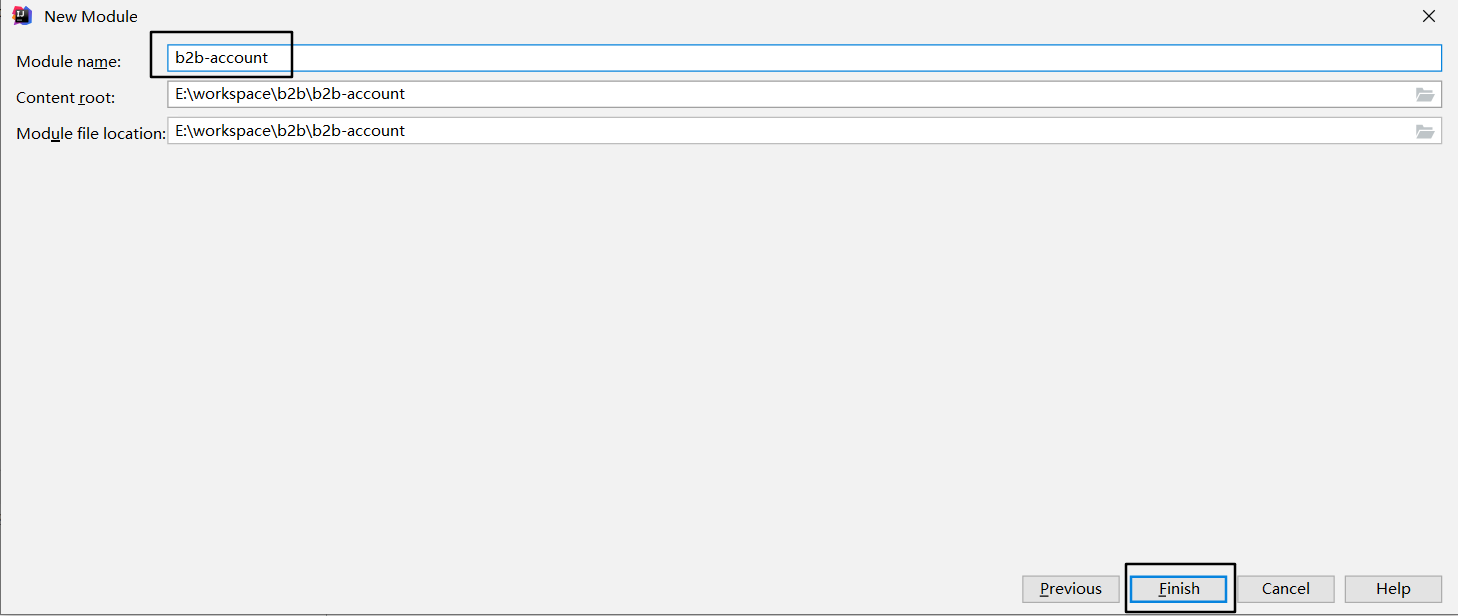 New Module
Module name: b2b-account
Content root: E:\workspace\b2b\b2b-account
Module file location: E:\workspace\b2b\b2b-account
Previous Finish Cancel Help